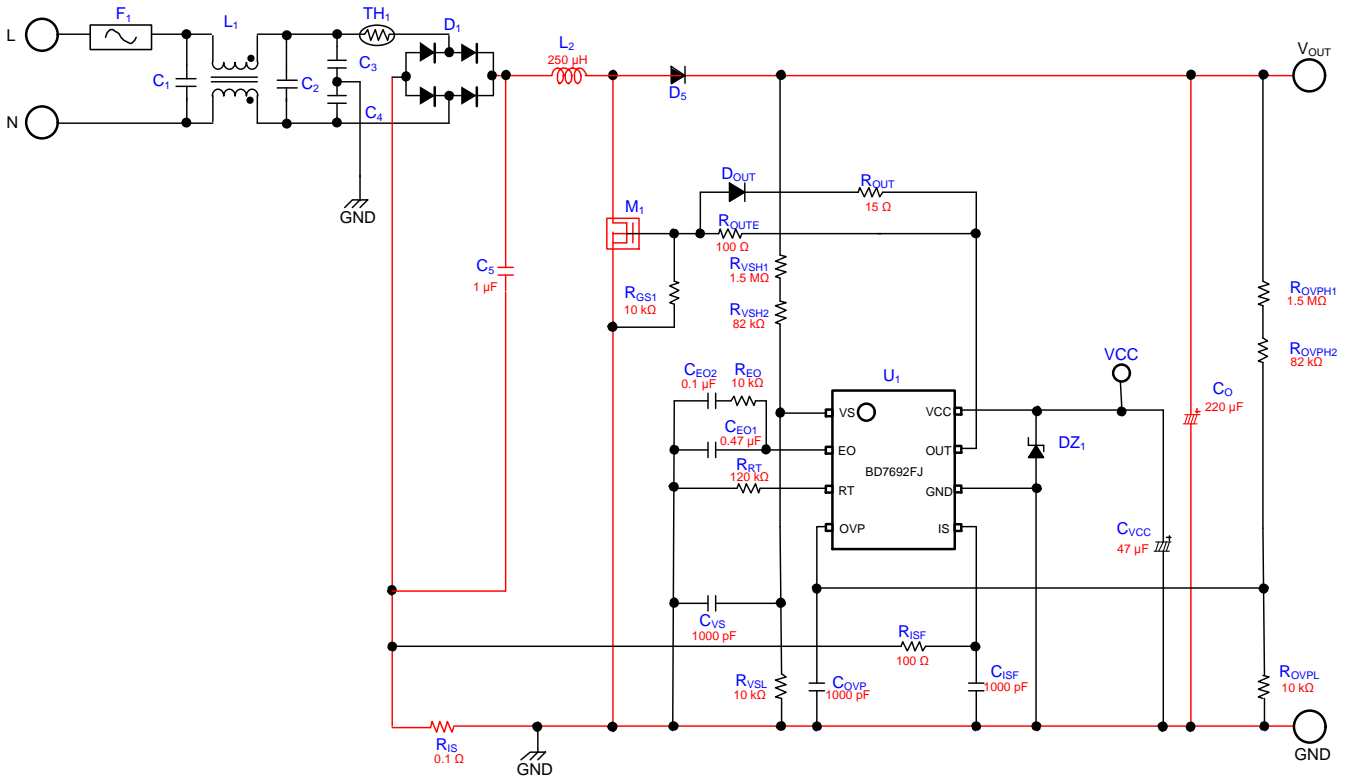 F1
L1
TH1
D1
L2
250 µH
VOUT
L
C1
C2
C3
C4
D5
N
GND
DOUT
ROUT
15 Ω
M1
ROUTE
100 Ω
C5
1 µF
RVSH1
1.5 MΩ
RGS1
10 kΩ
RVSH2
82 kΩ
ROVPH1
1.5 MΩ
ROVPH2
82 kΩ
VCC
CEO2
0.1 µF
REO
10 kΩ
U1
CO
220 µF
VS
VCC
CEO1
0.47 µF
EO
OUT
DZ1
BD7692FJ
RRT
120 kΩ
RT
GND
OVP
IS
CVCC
47 µF
CVS
1000 pF
RISF
100 Ω
RVSL
10 kΩ
COVP
1000 pF
CISF
1000 pF
ROVPL
10 kΩ
RIS
0.1 Ω
GND
GND